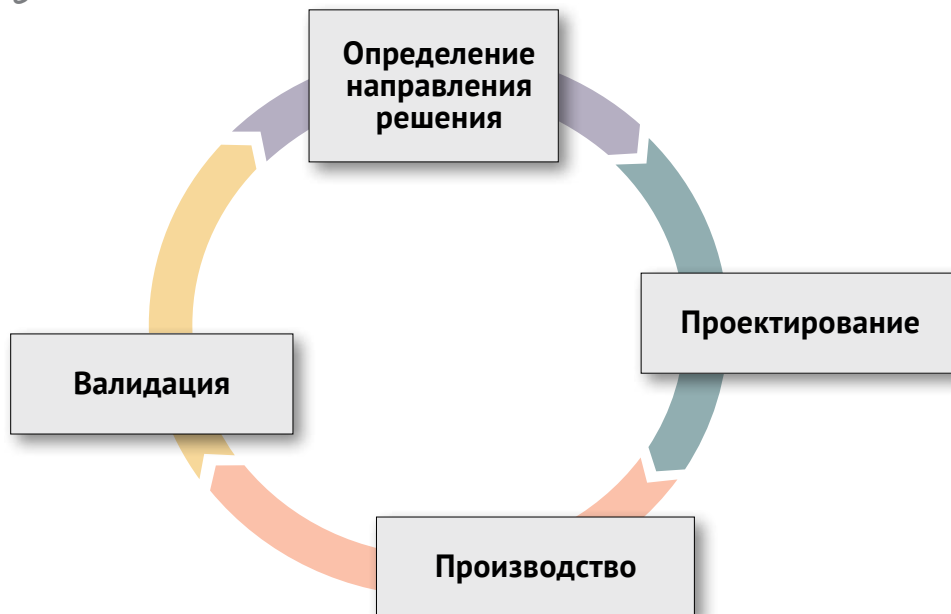 Определение
направления
решения
Проектирование
Валидация
Производство